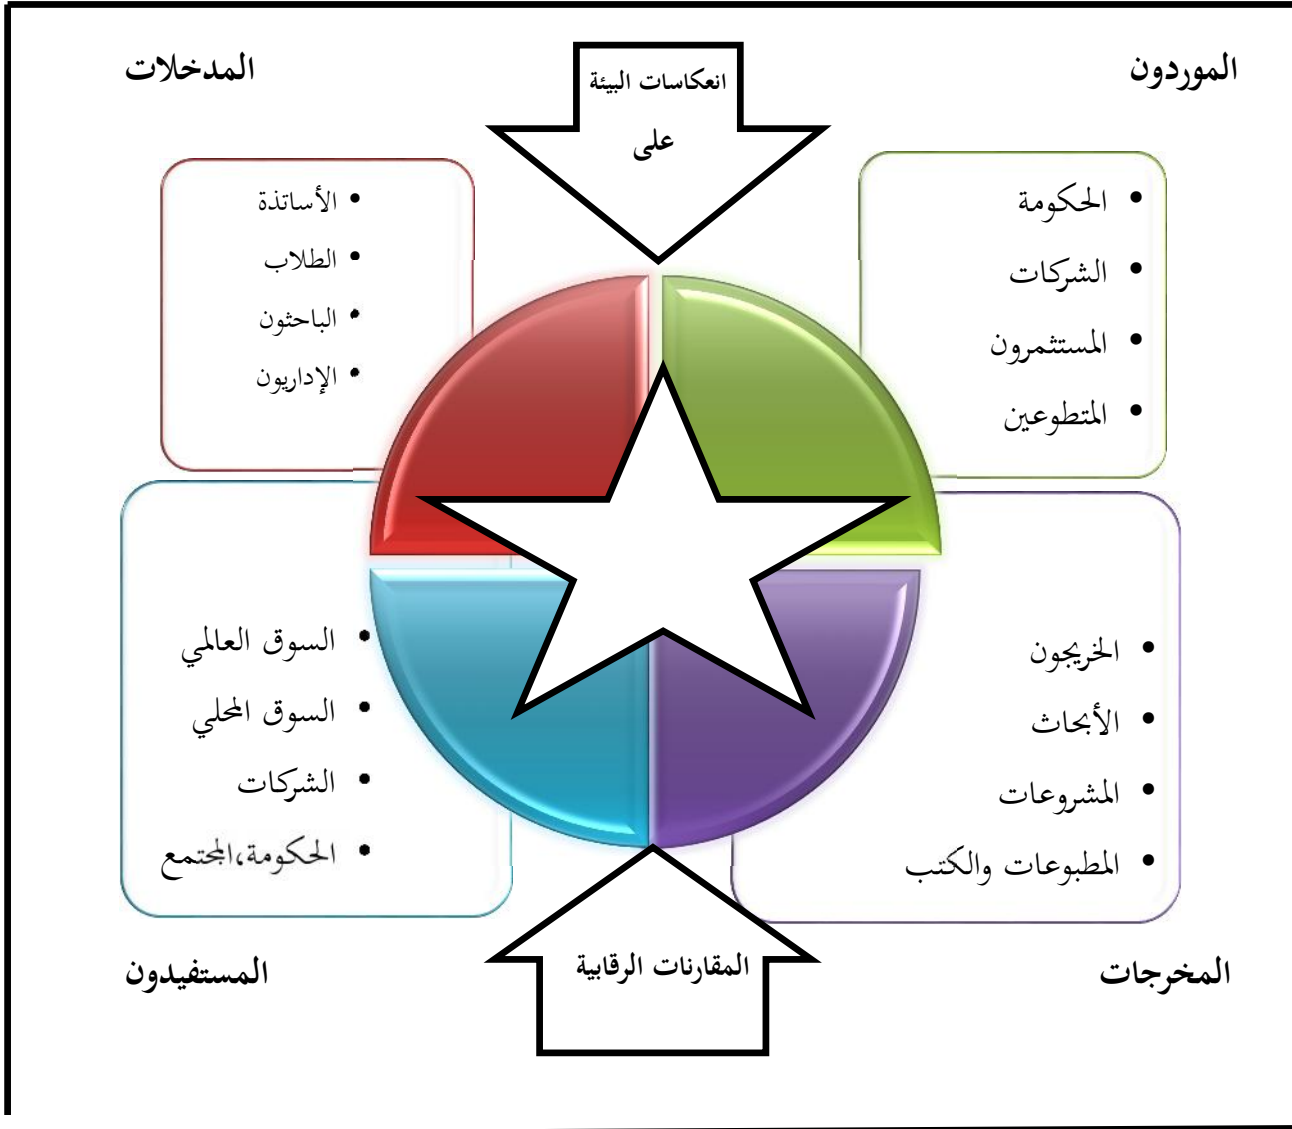 الموردون
المدخلات
انعكاسات البيئة
على
• الحكومة
• الشركات
• المستثمرون
• المتطوعين
• الأساتذة
• الطلاب
• الباحثون
• الإداريون
• الخريجون
• الأبحاث
• المشروعات
• المطبوعات والكتب
• السوق العالمي
• السوق المحلي
• الشركات
• الحكومة،المجتمع
المقارنات الرقابية
المخرجات
المستفيدون